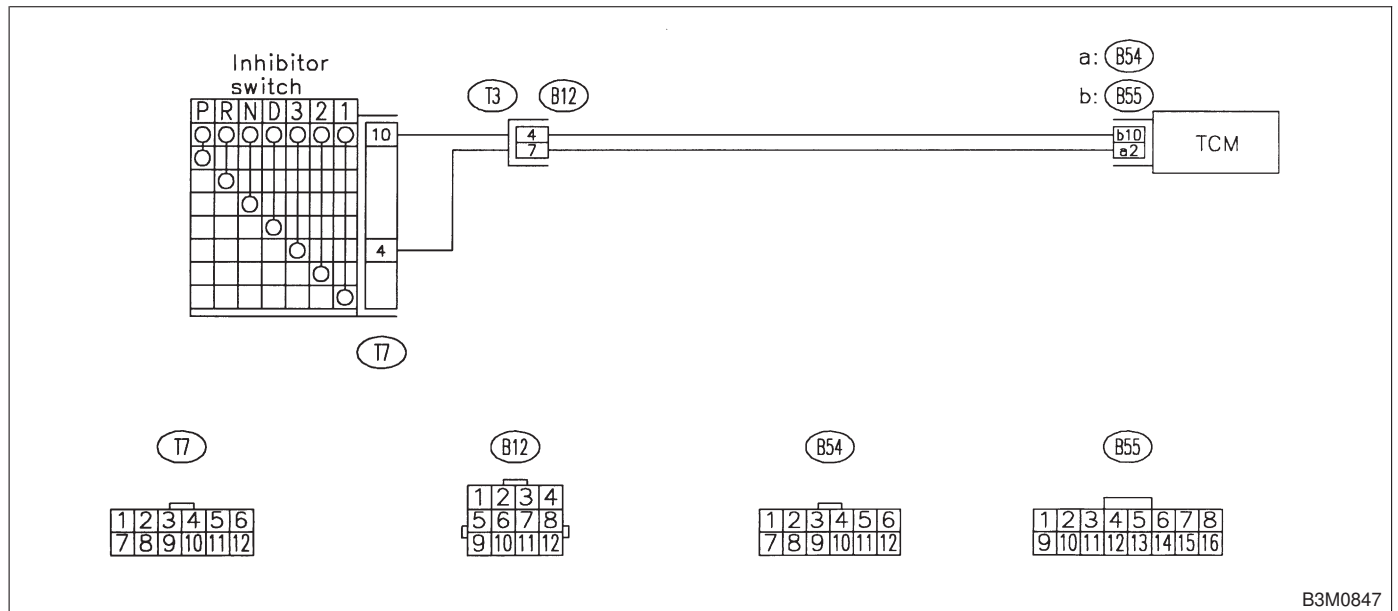 Inhibitor
switch
P R N D 3 2 1
10
4
T7
T3 B12
4
7
a: B54
b: B55
b10
a2
TCM
T7
1 2 3 4 5 6
7 8 9 10 11 12
B12
1 2 3 4
5 6 7 8
9 10 11 12
B54
1 2 3 4 5 6
7 8 9 10 11 12
B55
1 2 3 4 5 6 7 8
9 10 11 12 13 14 15 16
B3M0847